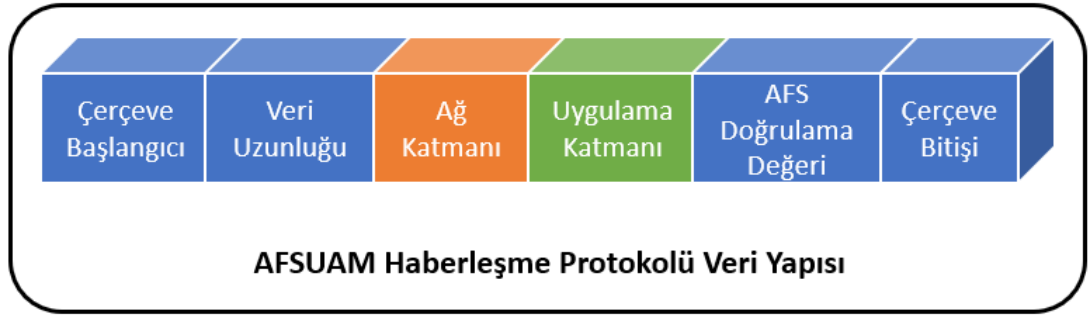 Çerçeve
Başlangıcı
Veri
Uzunluğu
Ağ
Katmanı
Uygulama
Katmanı
AFS
Doğrulama
Değeri
Çerçeve
Bitişi
AFSUAM Haberleşme Protokolü Veri Yapısı